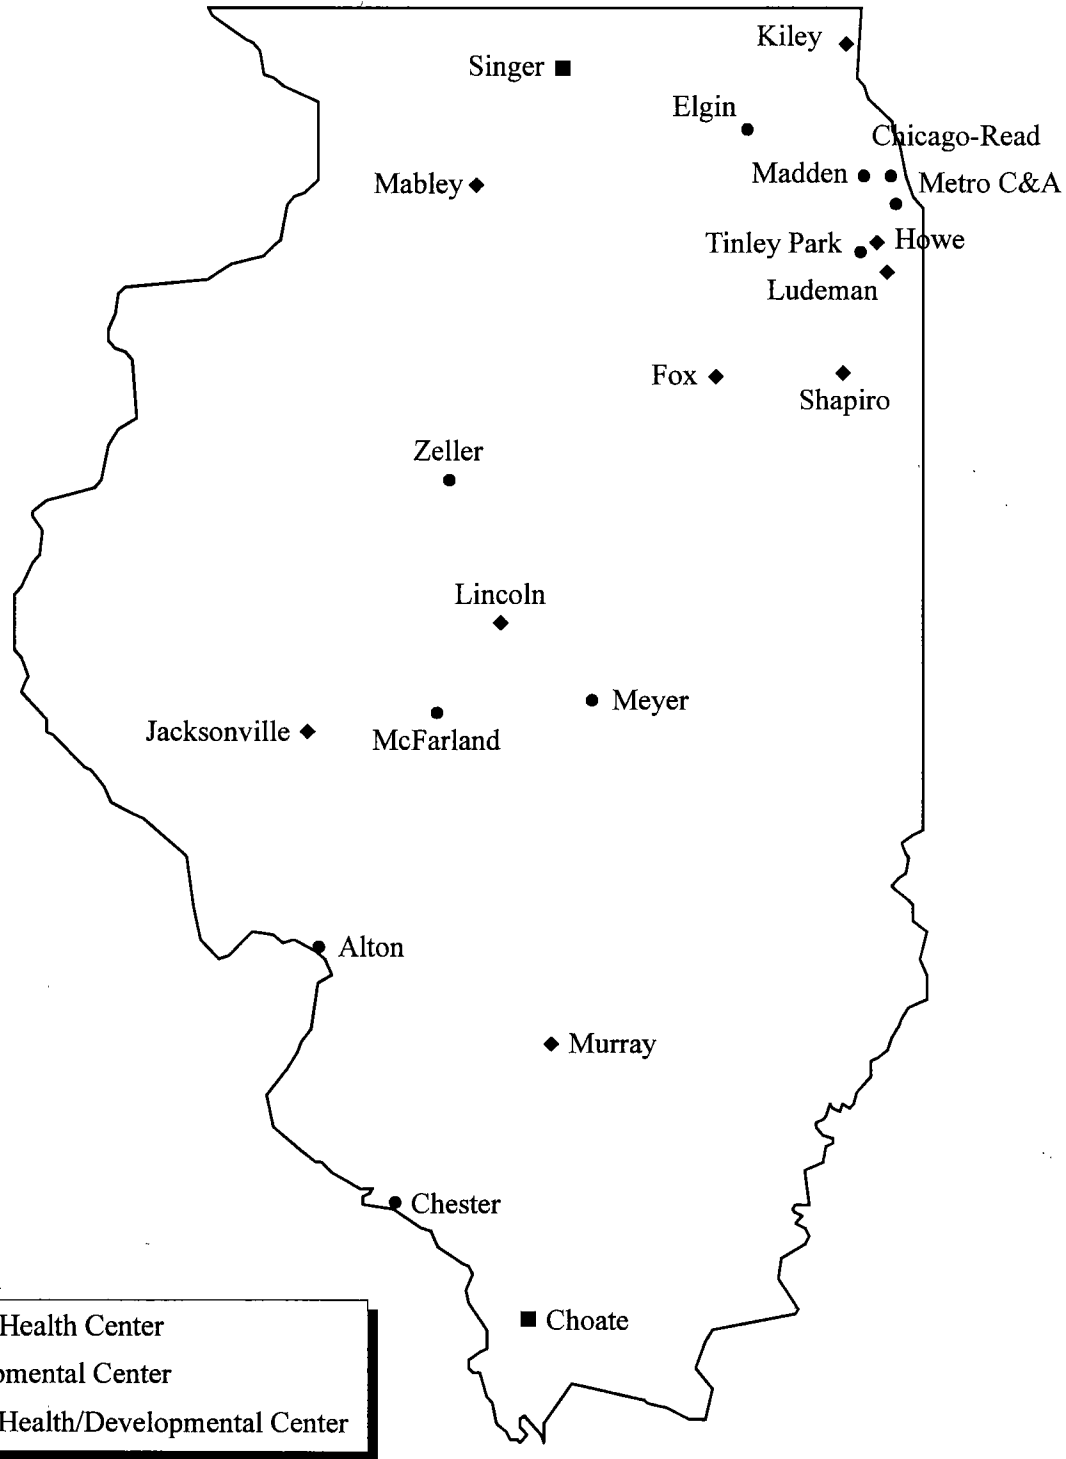 Kiley
Singer
Elgin
Chicago-Read
Madden
Metro C&A
Mabley
Tinley Park
Howe
Ludeman
Fox
Shapiro
Zeller
Lincoln
Meyer
Jacksonville
McFarland
Alton
Murray
Chester
Choate
Health Center
pmental Center
Health/Developmental Center